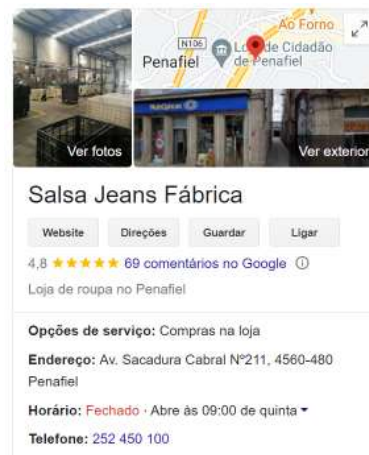 Ao Forno
N106
Loja de Cidadão
de Penafiel
Penafiel
Ver fotos
MultiOpticas
Ver exterior
Salsa Jeans Fábrica
Website
Direções
Guardar
Ligar
4,8 69 comentários no Google
Loja de roupa no Penafiel
Opções de serviço: Compras na loja
Endereço: Av. Sacadura Cabral Nº211, 4560-480
Penafiel
Horário: Fechado · Abre às 09:00 de quinta
Telefone: 252 450 100